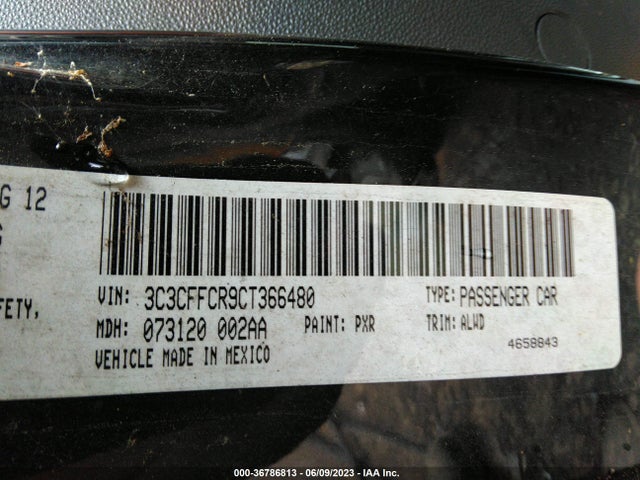 G 12
FETY,
VIN: 3C3CFFCR9CT366480 TYPE: PASSENGER CAR
MDH: 073120 002AA PAINT: PXR TRIM: ALWD
VEHICLE MADE IN MEXICO
4658843
000-36786813 - 06/09/2023 - IAA Inc.